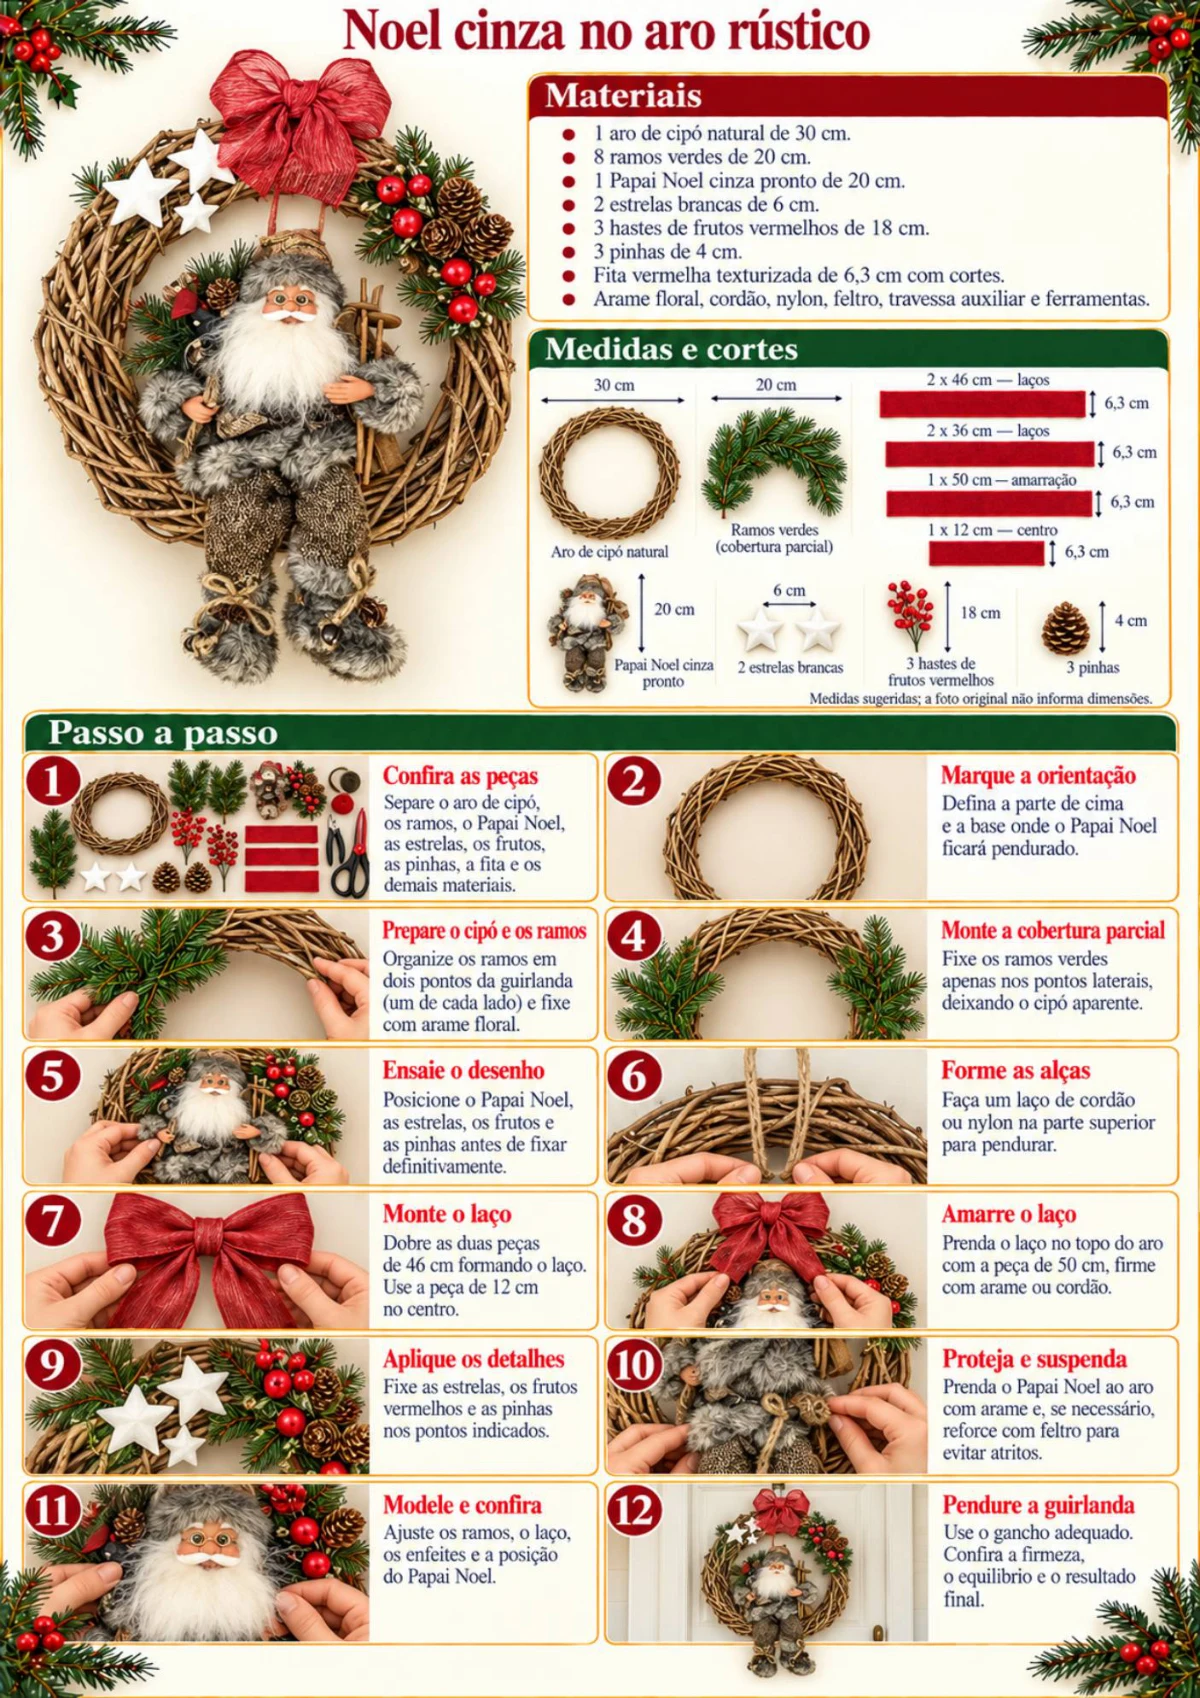 Noel cinza no aro rústico
Materiais
1 aro de cipó natural de 30 cm.
8 ramos verdes de 20 cm.
1 Papai Noel cinza pronto de 20 cm.
2 estrelas brancas de 6 cm.
3 hastes de frutos vermelhos de 18 cm.
3 pinhas de 4 cm.
Fita vermelha texturizada de 6,3 cm com cortes.
Arame floral, cordão, nylon, feltro, travessa auxiliar e ferramentas.
Medidas e cortes
30 cm
Aro de cipó natural
20 cm
Ramos verdes
(cobertura parcial)
2 x 46 cm — laços
6,3 cm
2 x 36 cm — laços
6,3 cm
1 x 50 cm — amarração
6,3 cm
1 x 12 cm — centro
6,3 cm
20 cm
Papai Noel cinza
pronto
6 cm
2 estrelas brancas
18 cm
3 hastes de
frutos vermelhos
4 cm
3 pinhas
Medidas sugeridas; a foto original não informa dimensões.
Passo a passo
1
Confira as peças
Separe o aro de cipó,
os ramos, o Papai Noel,
as estrelas, os frutos,
as pinhas, a fita e os
demais materiais.
2
Marque a orientação
Defina a parte de cima
e a base onde o Papai Noel
ficará pendurado.
3
Prepare o cipó e os ramos
Organize os ramos em
dois pontos da guirlanda
(um de cada lado) e fixe
com arame floral.
4
Monte a cobertura parcial
Fixe os ramos verdes
apenas nos pontos laterais,
deixando o cipó aparente.
5
Ensaie o desenho
Posicione o Papai Noel,
as estrelas, os frutos e
as pinhas antes de fixar
definitivamente.
6
Forme as alças
Faça um laço de cordão
ou nylon na parte superior
para pendurar.
7
Monte o laço
Dobre as duas peças
de 46 cm formando o laço.
Use a peça de 12 cm
no centro.
8
Amarre o laço
Prenda o laço no topo do aro
com a peça de 50 cm, firme
com arame ou cordão.
9
Aplique os detalhes
Fixe as estrelas, os frutos
vermelhos e as pinhas
nos pontos indicados.
10
Proteja e suspenda
Prenda o Papai Noel ao aro
com arame e, se necessário,
reforce com feltro para
evitar atritos.
11
Modele e confira
Ajuste os ramos, o laço,
os enfeites e a posição
do Papai Noel.
12
Pendure a guirlanda
Use o gancho adequado.
Confira a firmeza,
o equilibrio e o resultado
final.